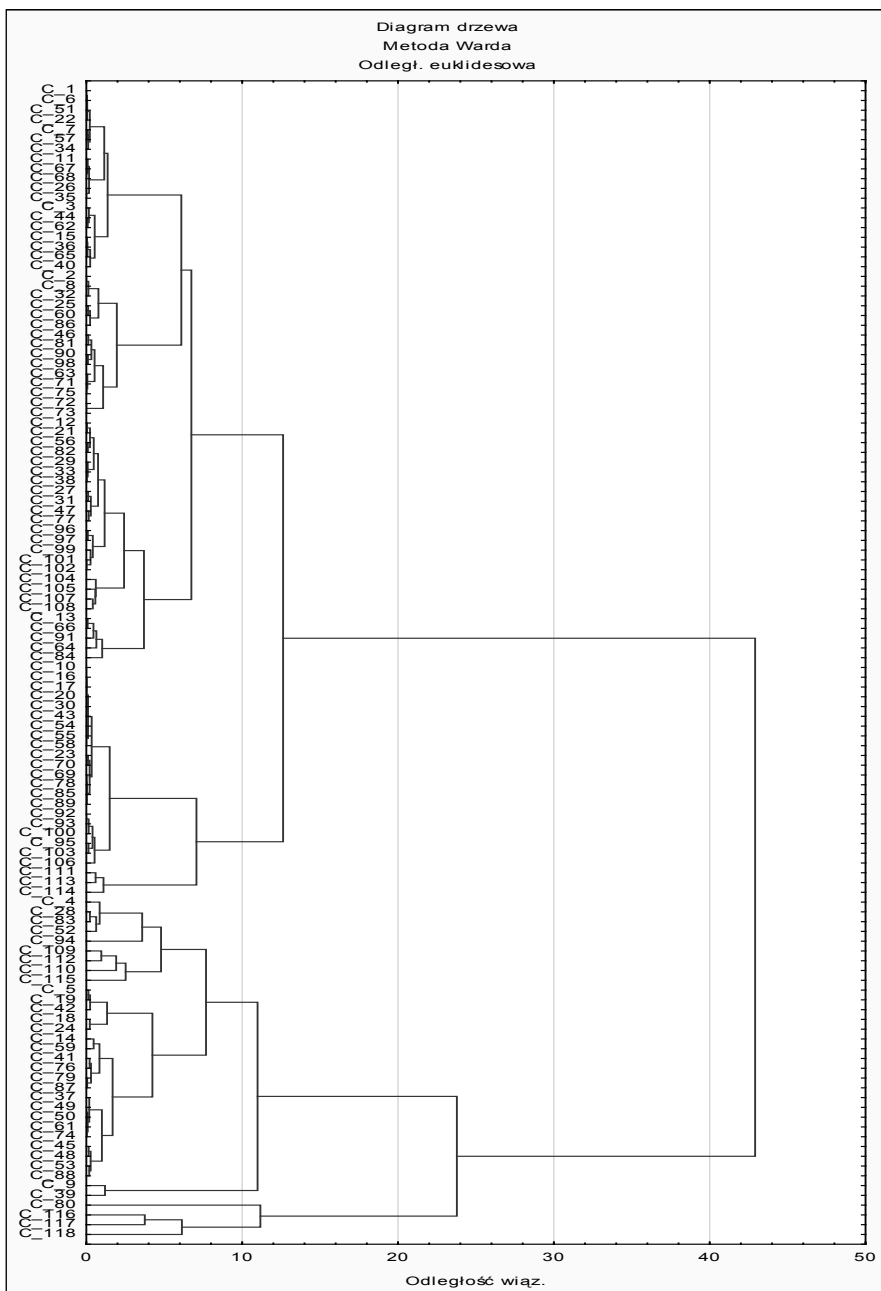 Diagram drzewa
Metoda Warda
Odległ. euklidesowa
C_1
C_6
C_51
C_22
C_7
C_57
C_34
C_11
C_67
C_68
C_26
C_35
C_3
C_44
C_62
C_15
C_36
C_65
C_40
C_2
C_8
C_32
C_25
C_60
C_86
C_46
C_81
C_90
C_98
C_63
C_71
C_75
C_72
C_73
C_12
C_21
C_56
C_82
C_29
C_33
C_38
C_27
C_31
C_47
C_77
C_96
C_97
C_99
C_101
C_102
C_104
C_105
C_107
C_108
C_13
C_66
C_91
C_64
C_84
C_10
C_16
C_17
C_20
C_30
C_43
C_54
C_55
C_58
C_23
C_70
C_69
C_78
C_85
C_89
C_92
C_93
C_100
C_95
C_103
C_106
C_111
C_113
C_114
C_4
C_28
C_83
C_52
C_94
C_109
C_112
C_110
C_115
C_5
C_19
C_42
C_18
C_24
C_14
C_59
C_41
C_76
C_79
C_87
C_37
C_49
C_50
C_61
C_74
C_45
C_48
C_53
C_88
C_9
C_39
C_80
C_116
C_117
C_118
0 10 20 30 40 50
Odległość wiąz.